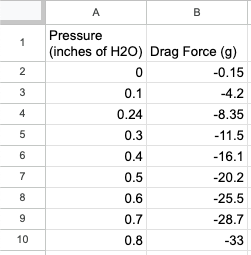 A B
1 Pressure
(inches of H2O) Drag Force (g)
2 0 -0.15
3 0.1 -4.2
4 0.24 -8.35
5 0.3 -11.5
6 0.4 -16.1
7 0.5 -20.2
8 0.6 -25.5
9 0.7 -28.7
10 0.8 -33